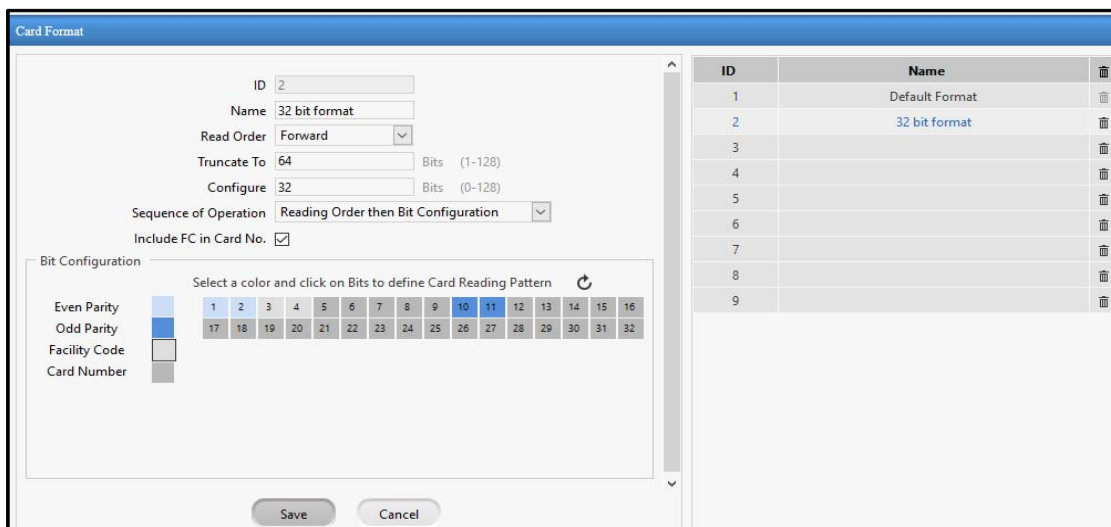 Card Format
ID 2
Name 32 bit format
Read Order Forward
Truncate To 64 Bits (1-128)
Configure 32 Bits (0-128)
Sequence of Operation Reading Order then Bit Configuration
Include FC in Card No.
Bit Configuration
Select a color and click on Bits to define Card Reading Pattern
Even Parity
Odd Parity
Facility Code
Card Number
1 2 3 4 5 6 7 8 9 10 11 12 13 14 15 16
17 18 19 20 21 22 23 24 25 26 27 28 29 30 31 32
Save Cancel
ID Name
1 Default Format
2 32 bit format
3
4
5
6
7
8
9